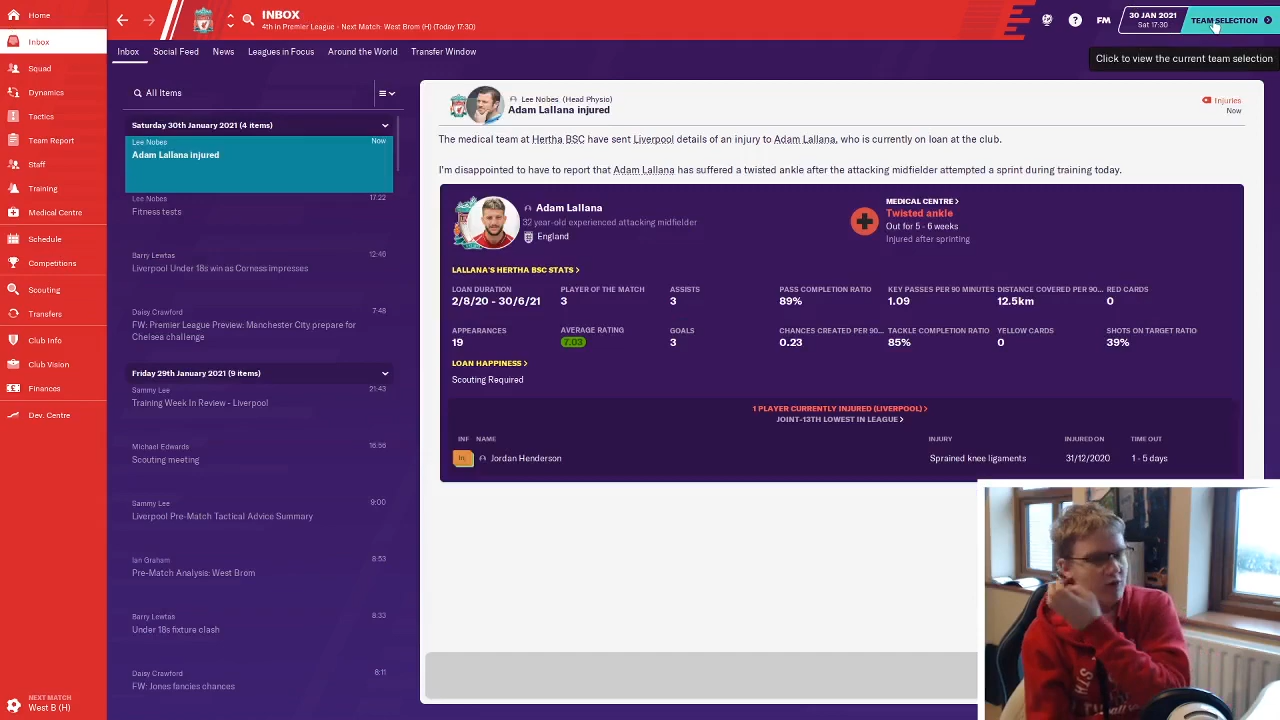 Home
Inbox
Squad
Dynamics
Tactics
Team Report
Staff
Training
Medical Centre
Schedule
Competitions
Scouting
Transfers
Club Info
Club Vision
Finances
Dev. Centre
NEXT MATCH
West B (H)
INBOX
4th in Premier League - Next Match: West Brom (H) (Today 17:30)
?
FM
30 JAN 2021
Sat 17:30
TEAM SELECTION
Click to view the current team selection
Inbox
Social Feed
News
Leagues in Focus
Around the World
Transfer Window
All Items
Saturday 30th January 2021 (4 items)
Lee Nobes
Now
Adam Lallana injured
Lee Nobes
17:22
Fitness tests
Barry Lewtas
12:46
Liverpool Under 18s win as Corness impresses
Daisy Crawford
7:48
FW: Premier League Preview: Manchester City prepare for
Chelsea challenge
Friday 29th January 2021 (9 items)
Sammy Lee
21:43
Training Week In Review - Liverpool
Michael Edwards
16:56
Scouting meeting
Sammy Lee
9:00
Liverpool Pre-Match Tactical Advice Summary
Ian Graham
8:53
Pre-Match Analysis: West Brom
Barry Lewtas
8:33
Under 18s fixture clash
Daisy Crawford
8:11
FW: Jones fancies chances
Lee Nobes (Head Physio)
Adam Lallana injured
Injuries
Now
The medical team at Hertha BSC have sent Liverpool details of an injury to Adam Lallana, who is currently on loan at the club.
I'm disappointed to have to report that Adam Lallana has suffered a twisted ankle after the attacking midfielder attempted a sprint during training today.
Adam Lallana
32 year-old experienced attacking midfielder
England
MEDICAL CENTRE >
Twisted ankle
Out for 5 - 6 weeks
Injured after sprinting
LALLANA'S HERTHA BSC STATS >
LOAN DURATION
2/8/20 - 30/6/21
PLAYER OF THE MATCH
3
ASSISTS
3
PASS COMPLETION RATIO
89%
KEY PASSES PER 90 MINUTES
1.09
DISTANCE COVERED PER 90...
12.5km
RED CARDS
0
APPEARANCES
19
AVERAGE RATING
7.03
GOALS
3
CHANCES CREATED PER 90...
0.23
TACKLE COMPLETION RATIO
85%
YELLOW CARDS
0
SHOTS ON TARGET RATIO
39%
LOAN HAPPINESS >
Scouting Required
1 PLAYER CURRENTLY INJURED (LIVERPOOL) >
JOINT-13TH LOWEST IN LEAGUE >
INF
NAME
INJURY
INJURED ON
TIME OUT
Inj
Jordan Henderson
Sprained knee ligaments
31/12/2020
1 - 5 days